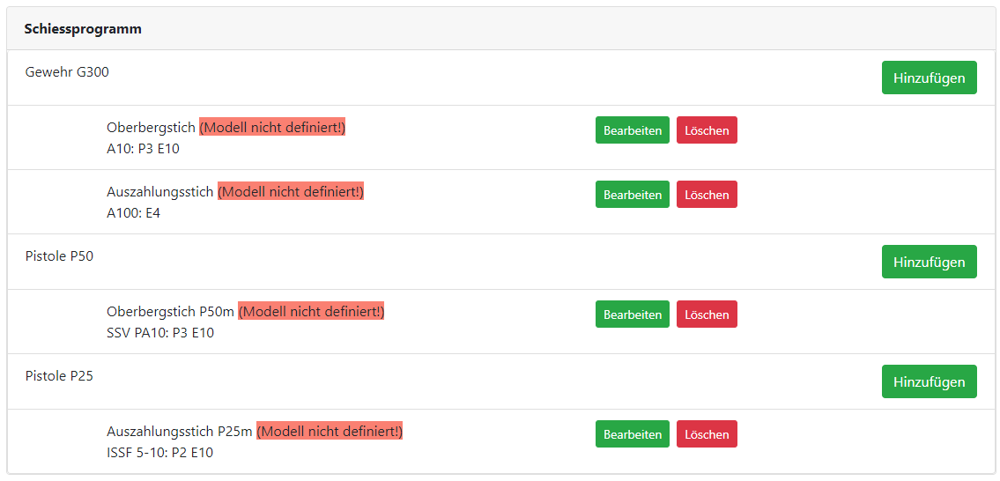 Schiessprogramm
Gewehr G300 Hinzufügen
Oberbergstich (Modell nicht definiert!) Bearbeiten Löschen
A10: P3 E10
Auszahlungsstich (Modell nicht definiert!) Bearbeiten Löschen
A100: E4
Pistole P50 Hinzufügen
Oberbergstich P50m (Modell nicht definiert!) Bearbeiten Löschen
SSV PA10: P3 E10
Pistole P25 Hinzufügen
Auszahlungsstich P25m (Modell nicht definiert!) Bearbeiten Löschen
ISSF 5-10: P2 E10